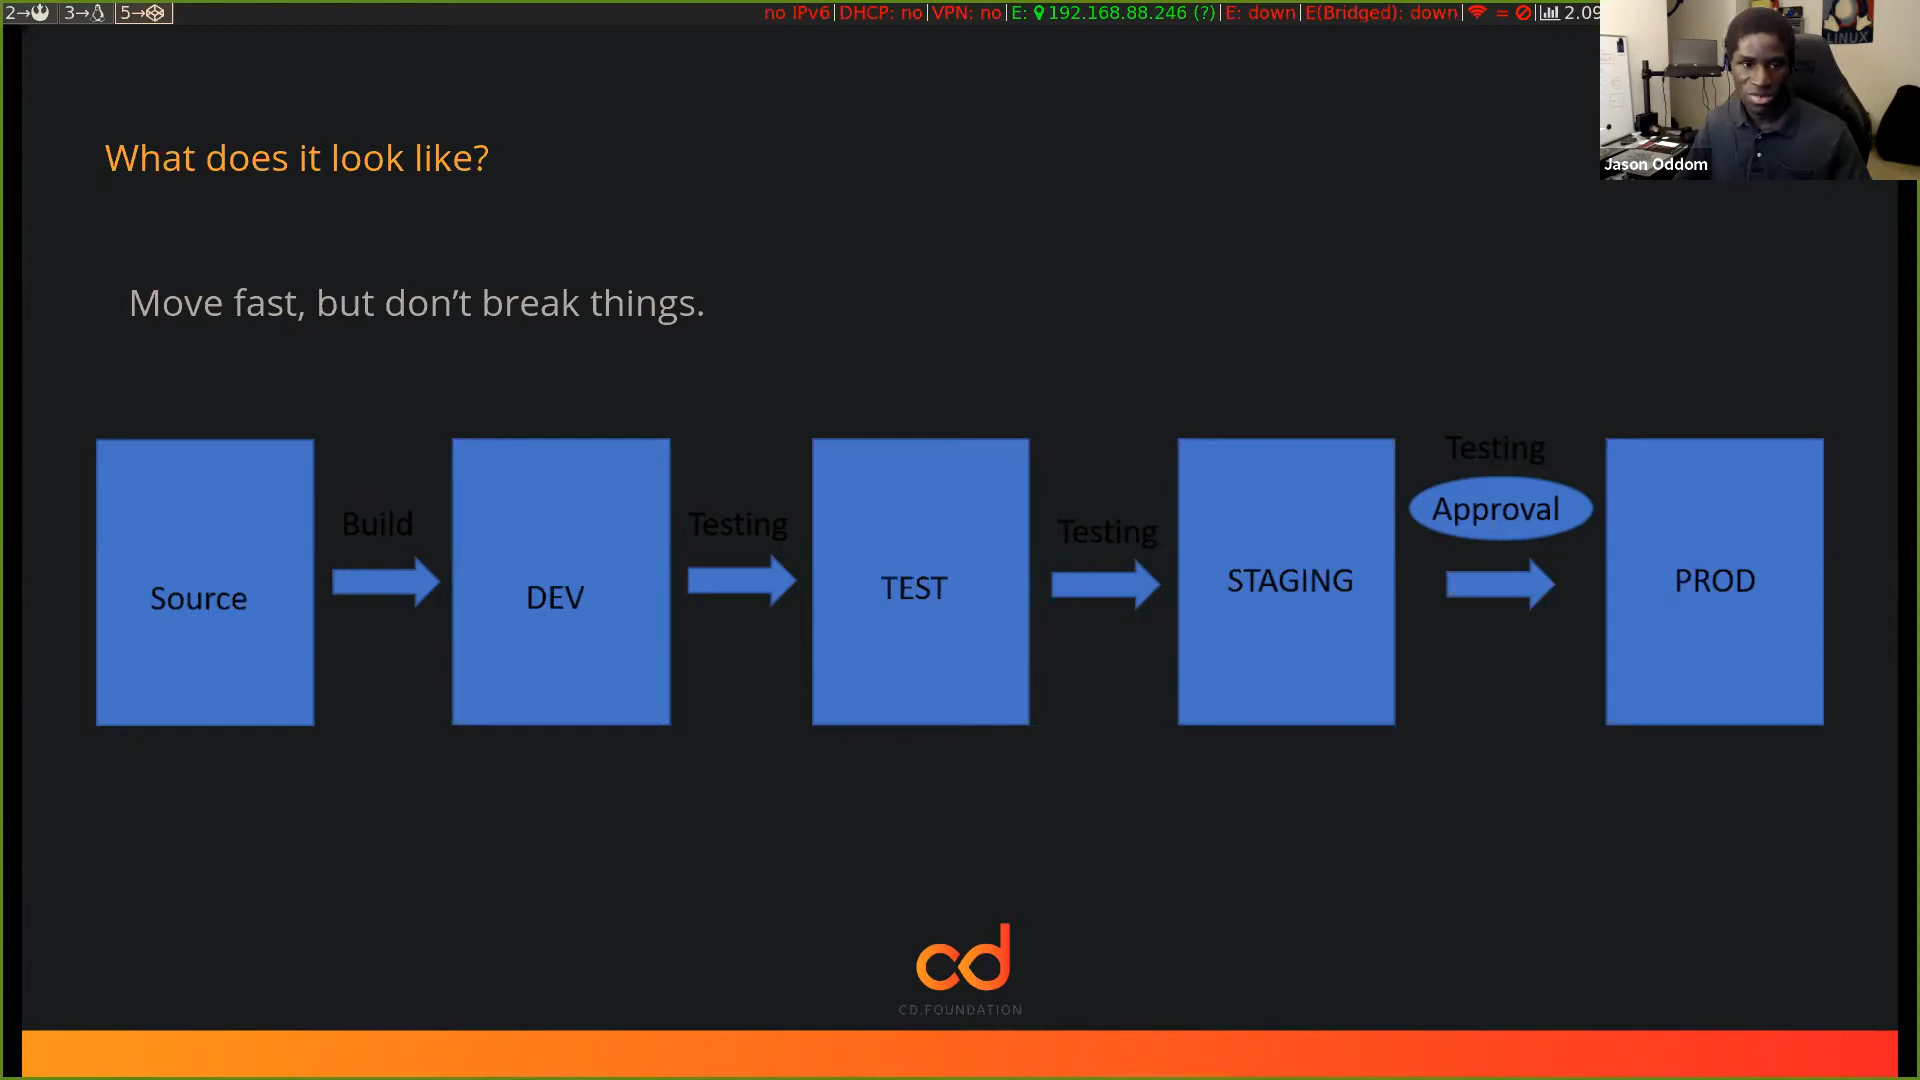 2→ 3→ 5→ no IPv6|DHCP: no|VPN: no|E: 192.168.88.246 (?)|E: down|E(Bridged): down| = | 2.09
LINUX
Jason Oddom
What does it look like?
Move fast, but don’t break things.
Source
Build
DEV
Testing
TEST
Testing
STAGING
Testing
Approval
PROD
cd
CD.FOUNDATION